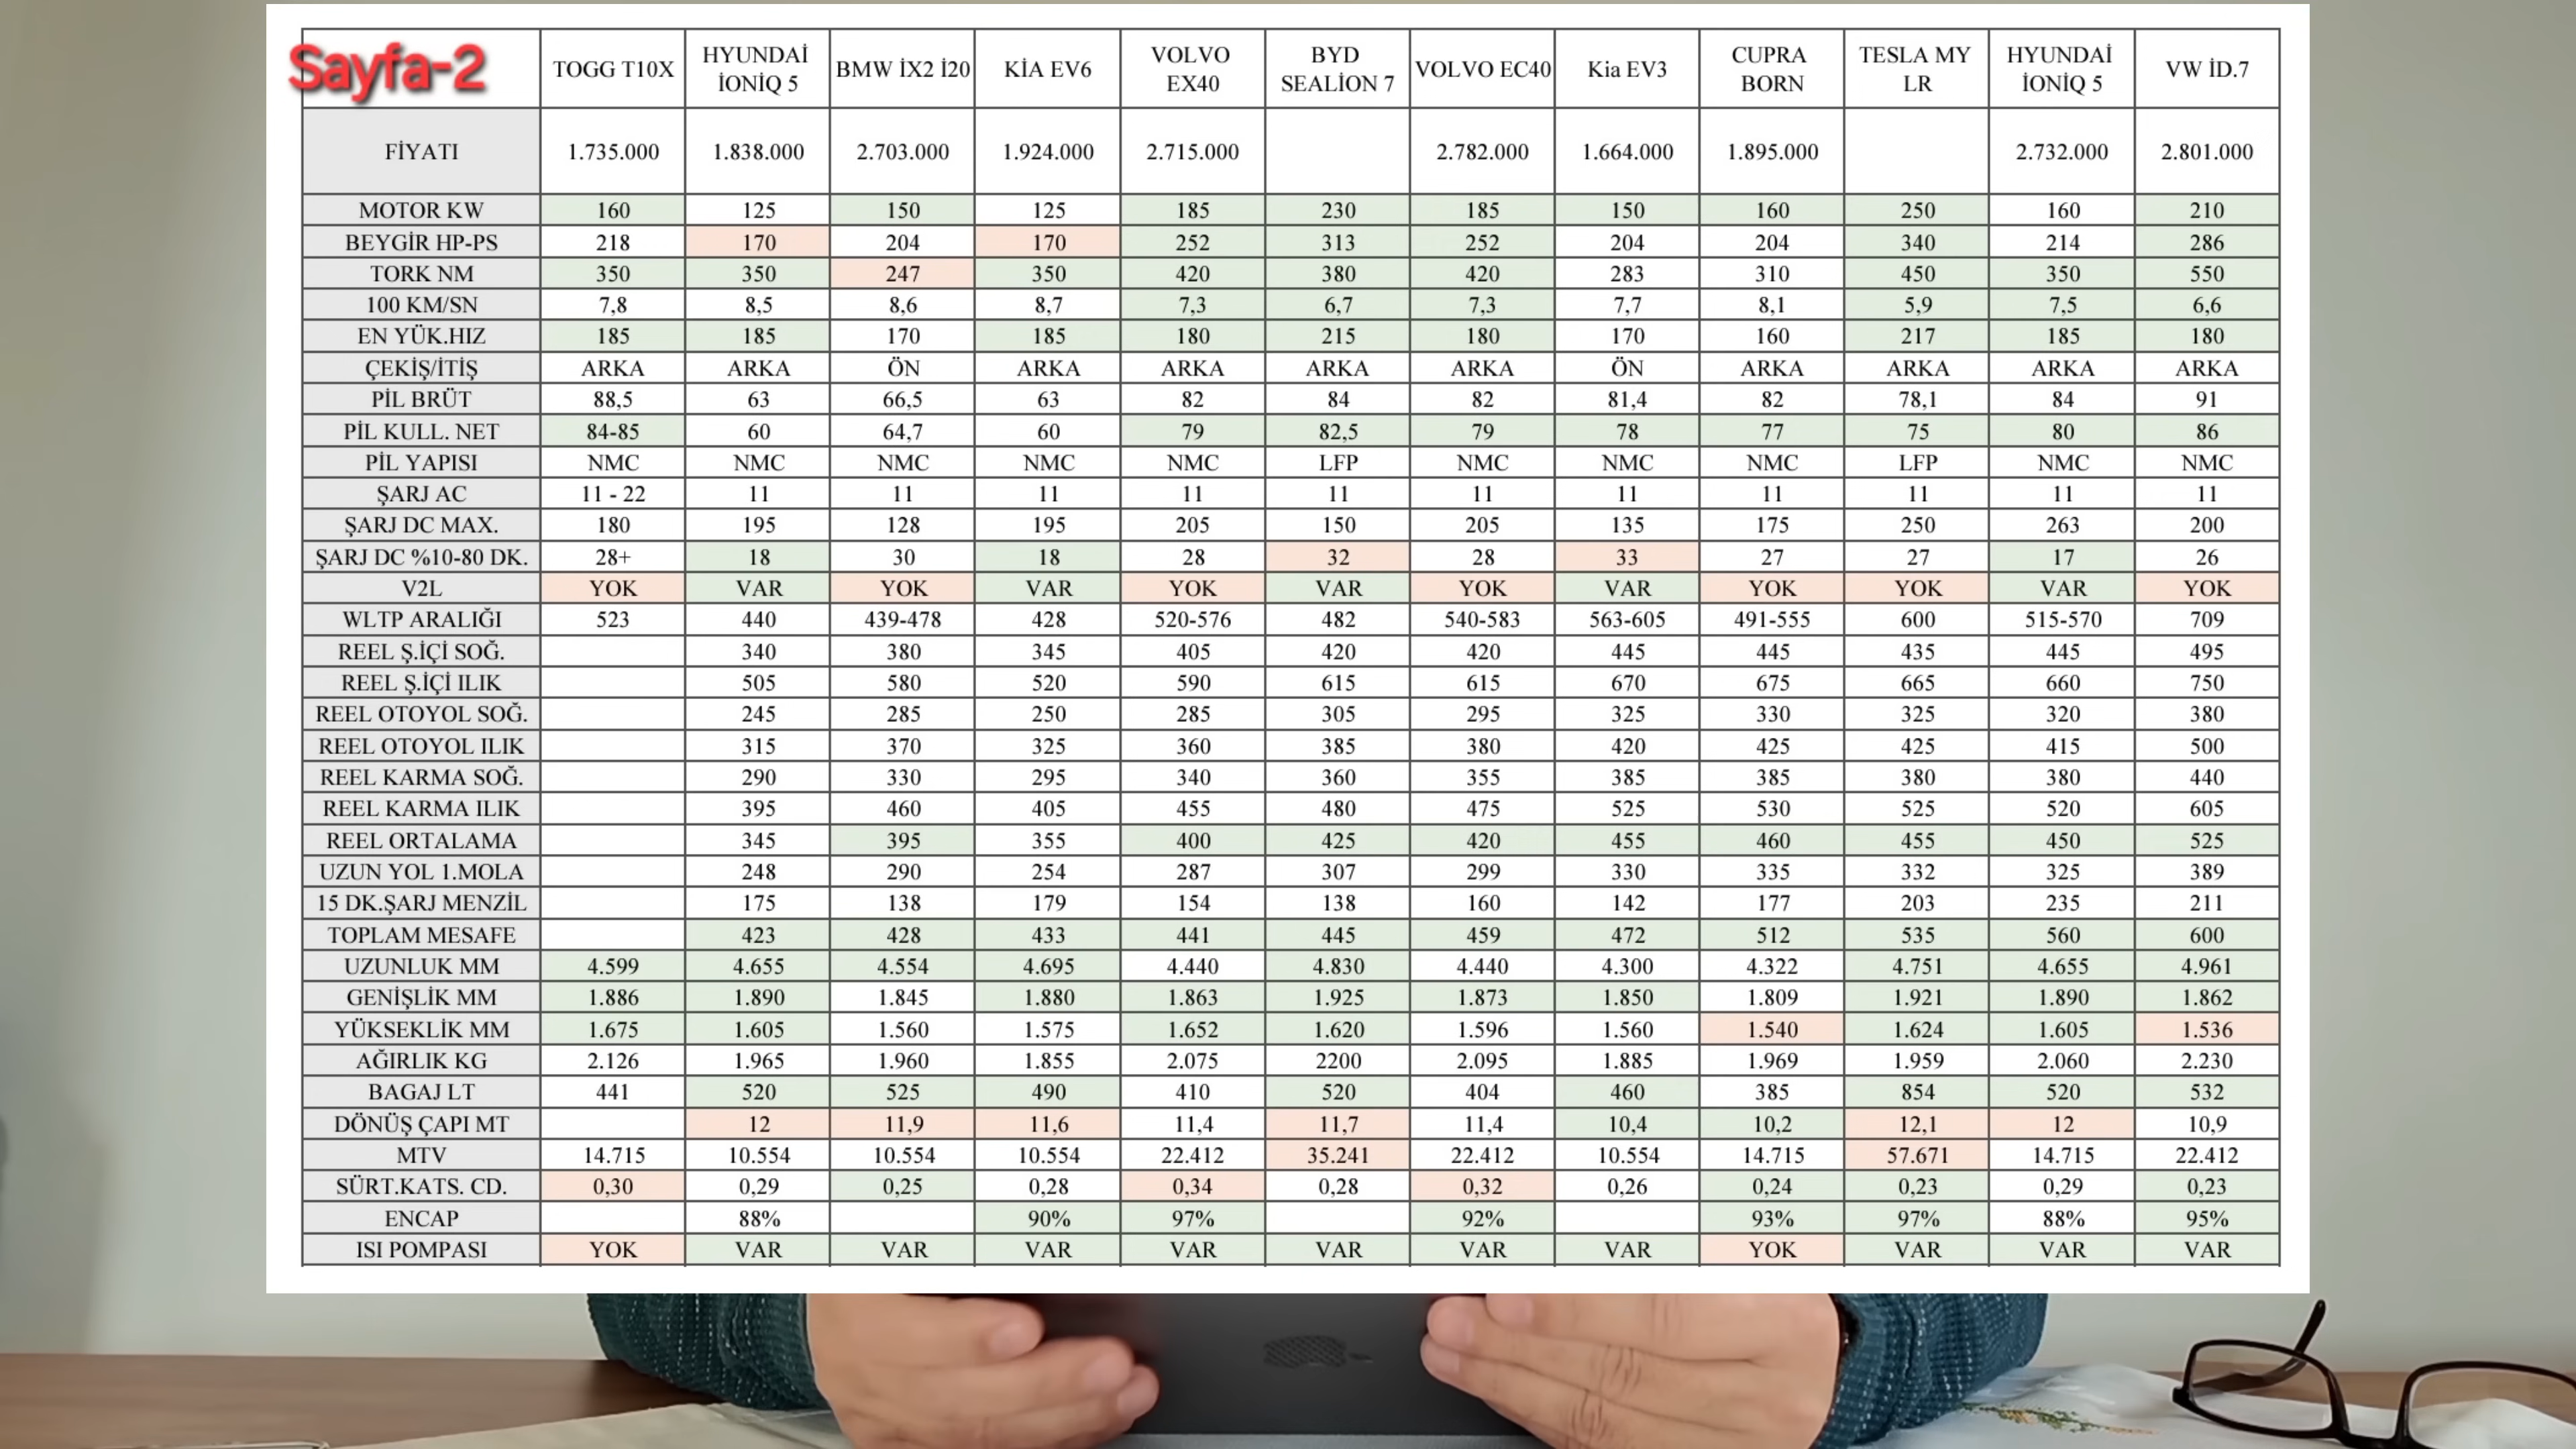 Sayfa-2 TOGG T10X HYUNDAİ İONİQ 5 BMW İX2 İ20 KİA EV6 VOLVO EX40 BYD SEALİON 7 VOLVO EC40 Kia EV3 CUPRA BORN TESLA MY LR HYUNDAİ İONİQ 5 VW İD.7
FİYATI 1.735.000 1.838.000 2.703.000 1.924.000 2.715.000 2.782.000 1.664.000 1.895.000 2.732.000 2.801.000
MOTOR KW 160 125 150 125 185 230 185 150 160 250 160 210
BEYGİR HP-PS 218 170 204 170 252 313 252 204 204 340 214 286
TORK NM 350 350 247 350 420 380 420 283 310 450 350 550
100 KM/SN 7,8 8,5 8,6 8,7 7,3 6,7 7,3 7,7 8,1 5,9 7,5 6,6
EN YÜK.HIZ 185 185 170 185 180 215 180 170 160 217 185 180
ÇEKİŞ/İTİŞ ARKA ARKA ÖN ARKA ARKA ARKA ARKA ÖN ARKA ARKA ARKA ARKA
PİL BRÜT 88,5 63 66,5 63 82 84 82 81,4 82 78,1 84 91
PİL KULL. NET 84-85 60 64,7 60 79 82,5 79 78 77 75 80 86
PİL YAPISI NMC NMC NMC NMC NMC LFP NMC NMC NMC LFP NMC NMC
ŞARJ AC 11 - 22 11 11 11 11 11 11 11 11 11 11 11
ŞARJ DC MAX. 180 195 128 195 205 150 205 135 175 250 263 200
ŞARJ DC %10-80 DK. 28+ 18 30 18 28 32 28 33 27 27 17 26
V2L YOK VAR YOK VAR YOK VAR YOK VAR YOK YOK VAR YOK
WLTP ARALIĞI 523 440 439-478 428 520-576 482 540-583 563-605 491-555 600 515-570 709
REEL Ş.İÇİ SOĞ. 340 380 345 405 420 420 445 445 435 445 495
REEL Ş.İÇİ ILIK 505 580 520 590 615 615 670 675 665 660 750
REEL OTOYOL SOĞ. 245 285 250 285 305 295 325 330 325 320 380
REEL OTOYOL ILIK 315 370 325 360 385 380 420 425 425 415 500
REEL KARMA SOĞ. 290 330 295 340 360 355 385 385 380 380 440
REEL KARMA ILIK 395 460 405 455 480 475 525 530 525 520 605
REEL ORTALAMA 345 395 355 400 425 420 455 460 455 450 525
UZUN YOL 1.MOLA 248 290 254 287 307 299 330 335 332 325 389
15 DK.ŞARJ MENZİL 175 138 179 154 138 160 142 177 203 235 211
TOPLAM MESAFE 423 428 433 441 445 459 472 512 535 560 600
UZUNLUK MM 4.599 4.655 4.554 4.695 4.440 4.830 4.440 4.300 4.322 4.751 4.655 4.961
GENİŞLİK MM 1.886 1.890 1.845 1.880 1.863 1.925 1.873 1.850 1.809 1.921 1.890 1.862
YÜKSEKLİK MM 1.675 1.605 1.560 1.575 1.652 1.620 1.596 1.560 1.540 1.624 1.605 1.536
AĞIRLIK KG 2.126 1.965 1.960 1.855 2.075 2200 2.095 1.885 1.969 1.959 2.060 2.230
BAGAJ LT 441 520 525 490 410 520 404 460 385 854 520 532
DÖNÜŞ ÇAPI MT 12 11,9 11,6 11,4 11,7 11,4 10,4 10,2 12,1 12 10,9
MTV 14.715 10.554 10.554 10.554 22.412 35.241 22.412 10.554 14.715 57.671 14.715 22.412
SÜRT.KATS. CD. 0,30 0,29 0,25 0,28 0,34 0,28 0,32 0,26 0,24 0,23 0,29 0,23
ENCAP 88% 90% 97% 92% 93% 97% 88% 95%
ISI POMPASI YOK VAR VAR VAR VAR VAR VAR VAR YOK VAR VAR VAR